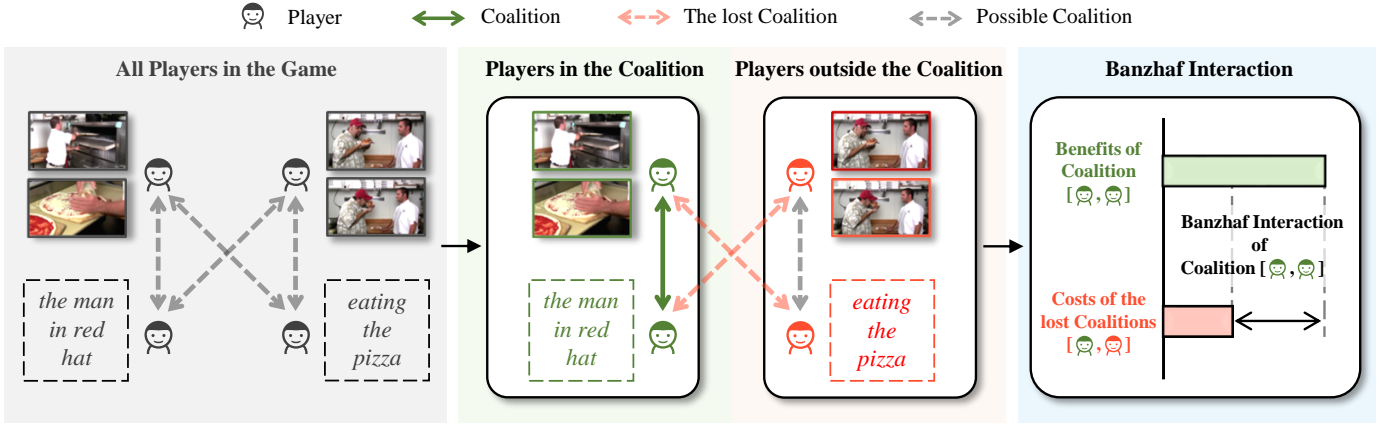 Player
Coalition
The lost Coalition
Possible Coalition
All Players in the Game
the man
in red
hat
eating
the
pizza
Players in the Coalition
the man
in red
hat
Players outside the Coalition
eating
the
pizza
Banzhaf Interaction
Benefits of
Coalition
[ , ]
Banzhaf Interaction
of
Coalition [ , ]
Costs of the
lost Coalitions
[ , ]